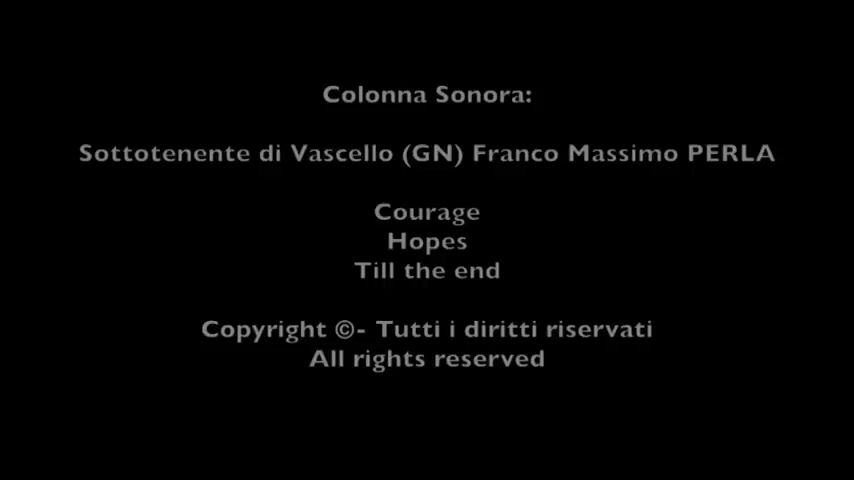 Colonna Sonora:
Sottotenente di Vascello (GN) Franco Massimo PERLA
Courage
Hopes
Till the end
Copyright ©- Tutti i diritti riservati
All rights reserved